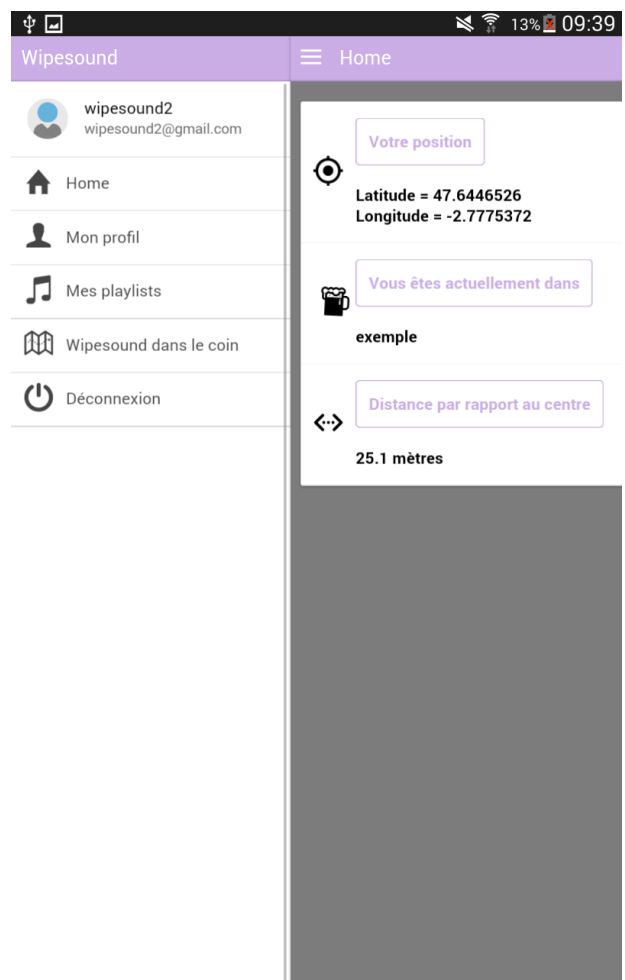 13% 09:39
Wipesound
Home
wipesound2
wipesound2@gmail.com
Home
Mon profil
Mes playlists
Wipesound dans le coin
Déconnexion
Votre position
Latitude = 47.6446526
Longitude = -2.7775372
Vous êtes actuellement dans
exemple
Distance par rapport au centre
25.1 mètres